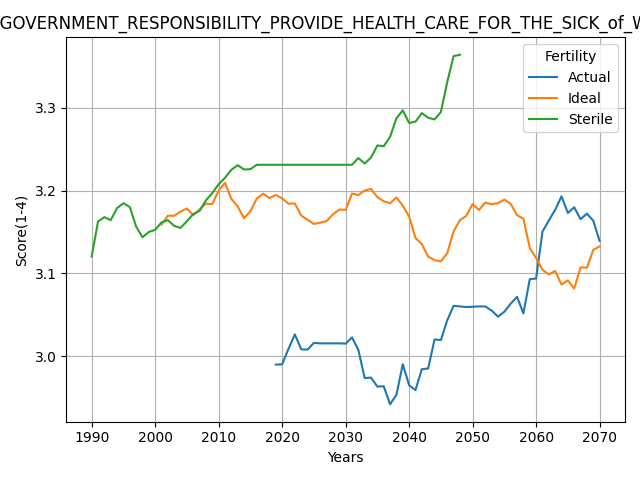 GOVERNMENT_RESPONSIBILITY_PROVIDE_HEALTH_CARE_FOR_THE_SICK_of_
Fertility
Actual
Ideal
Sterile
Score(1-4)
3.3
3.2
3.1
3.0
1990 2000 2010 2020 2030 2040 2050 2060 2070
Years